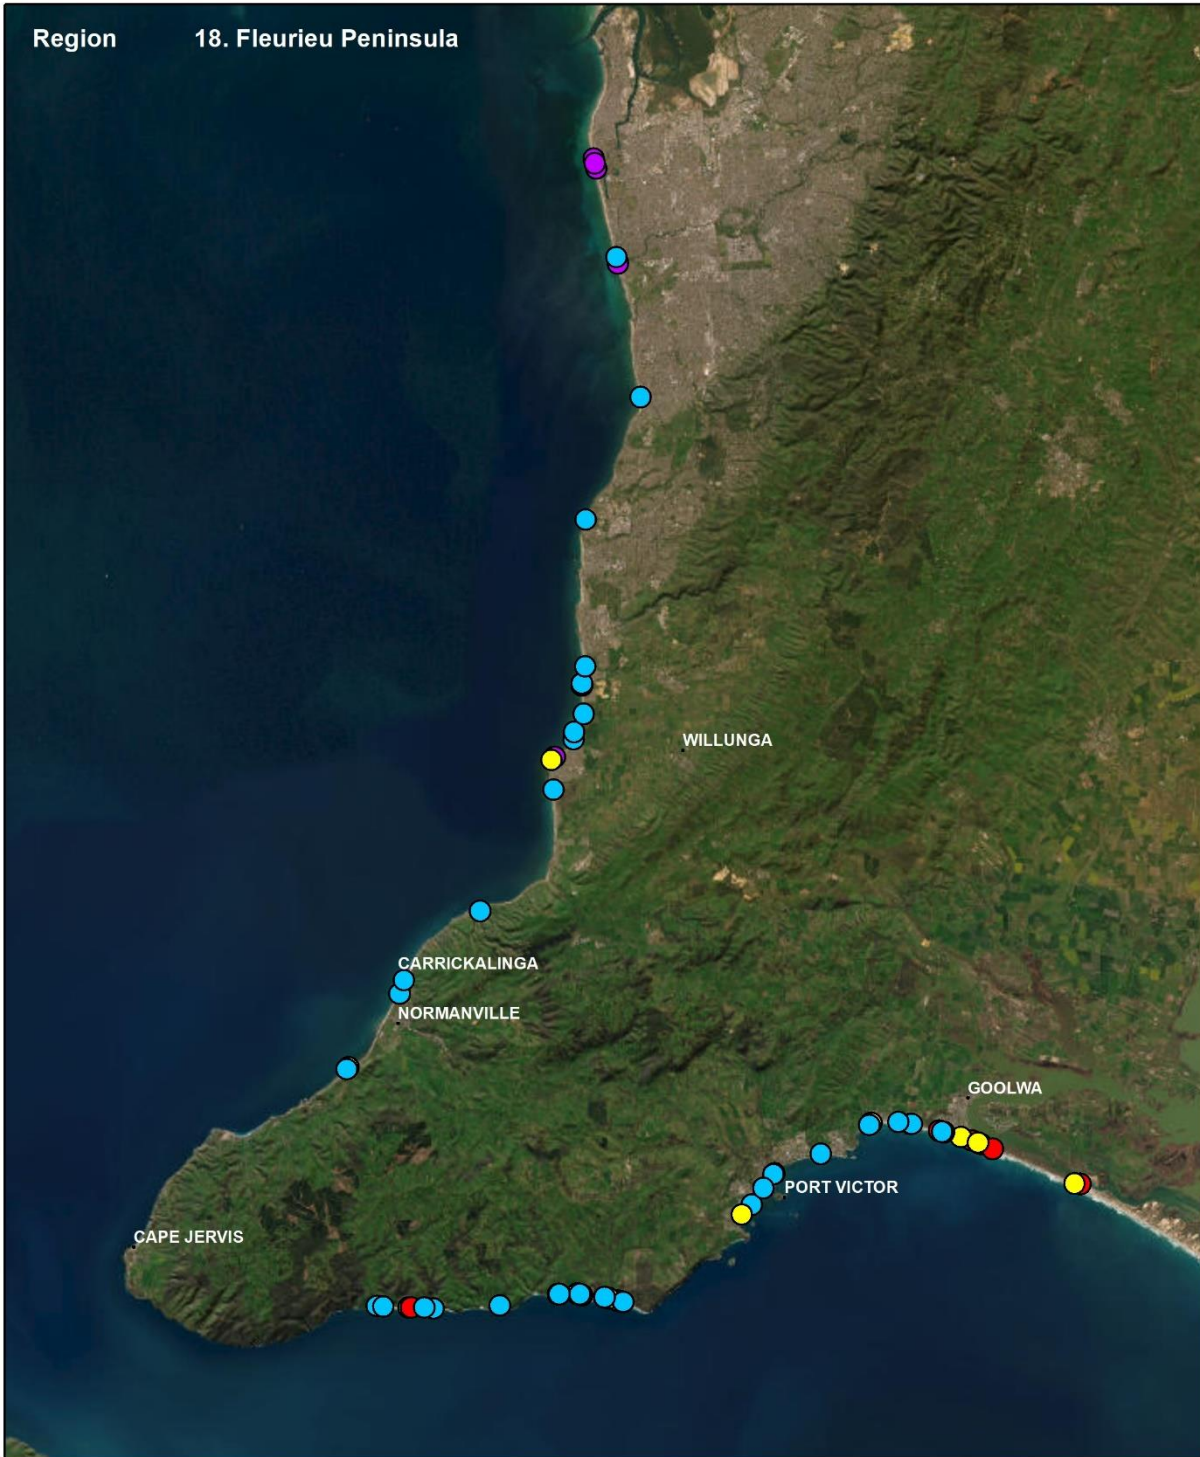 Region 18. Fleurieu Peninsula
WILLUNGA
CARRICKALINGA
NORMANVILLE
GOOLWA
PORT VICTOR
CAPE JERVIS